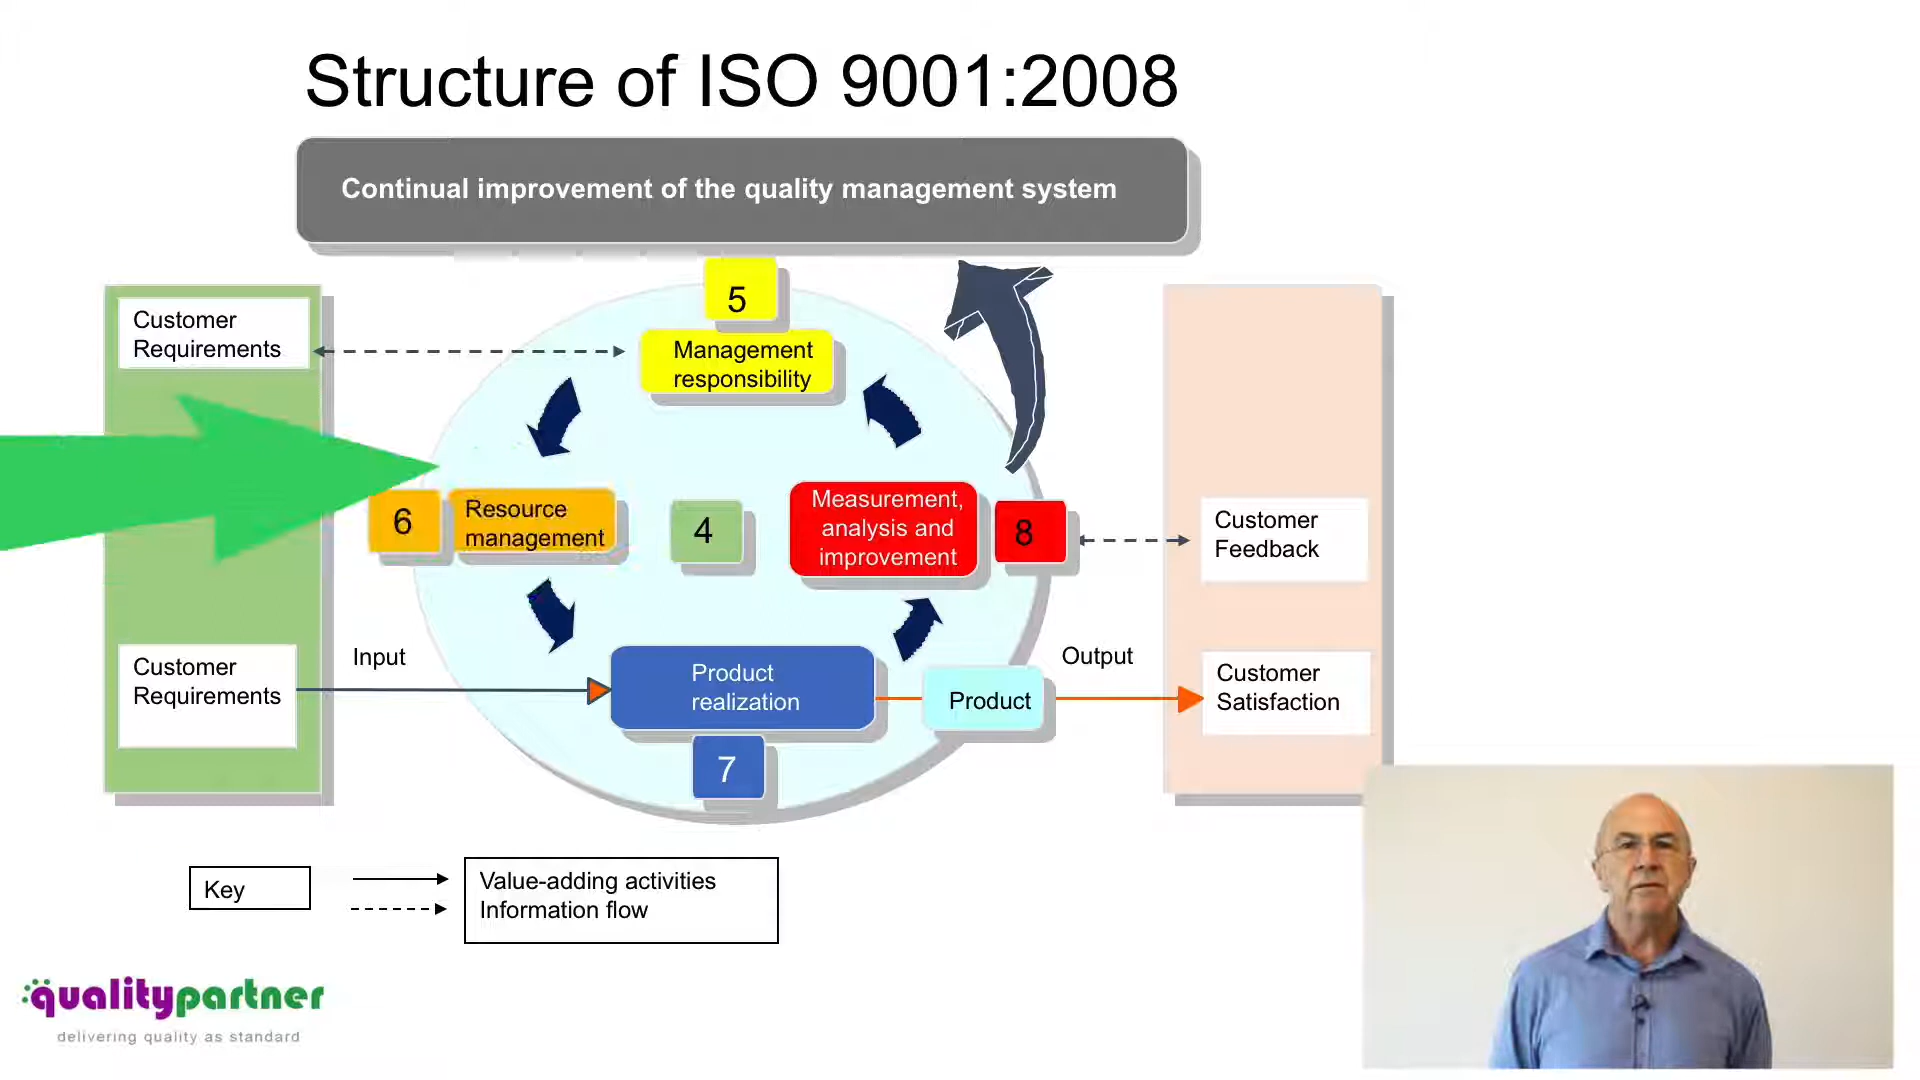 Structure of ISO 9001:2008
Continual improvement of the quality management system
5
Customer
Requirements
Management
responsibility
6
Resource
management
4
Measurement,
analysis and
improvement
8
Customer
Feedback
Customer
Requirements
Input
Product
realization
Product
Output
Customer
Satisfaction
7
Key
Value-adding activities
Information flow
qualitypartner
delivering quality as standard